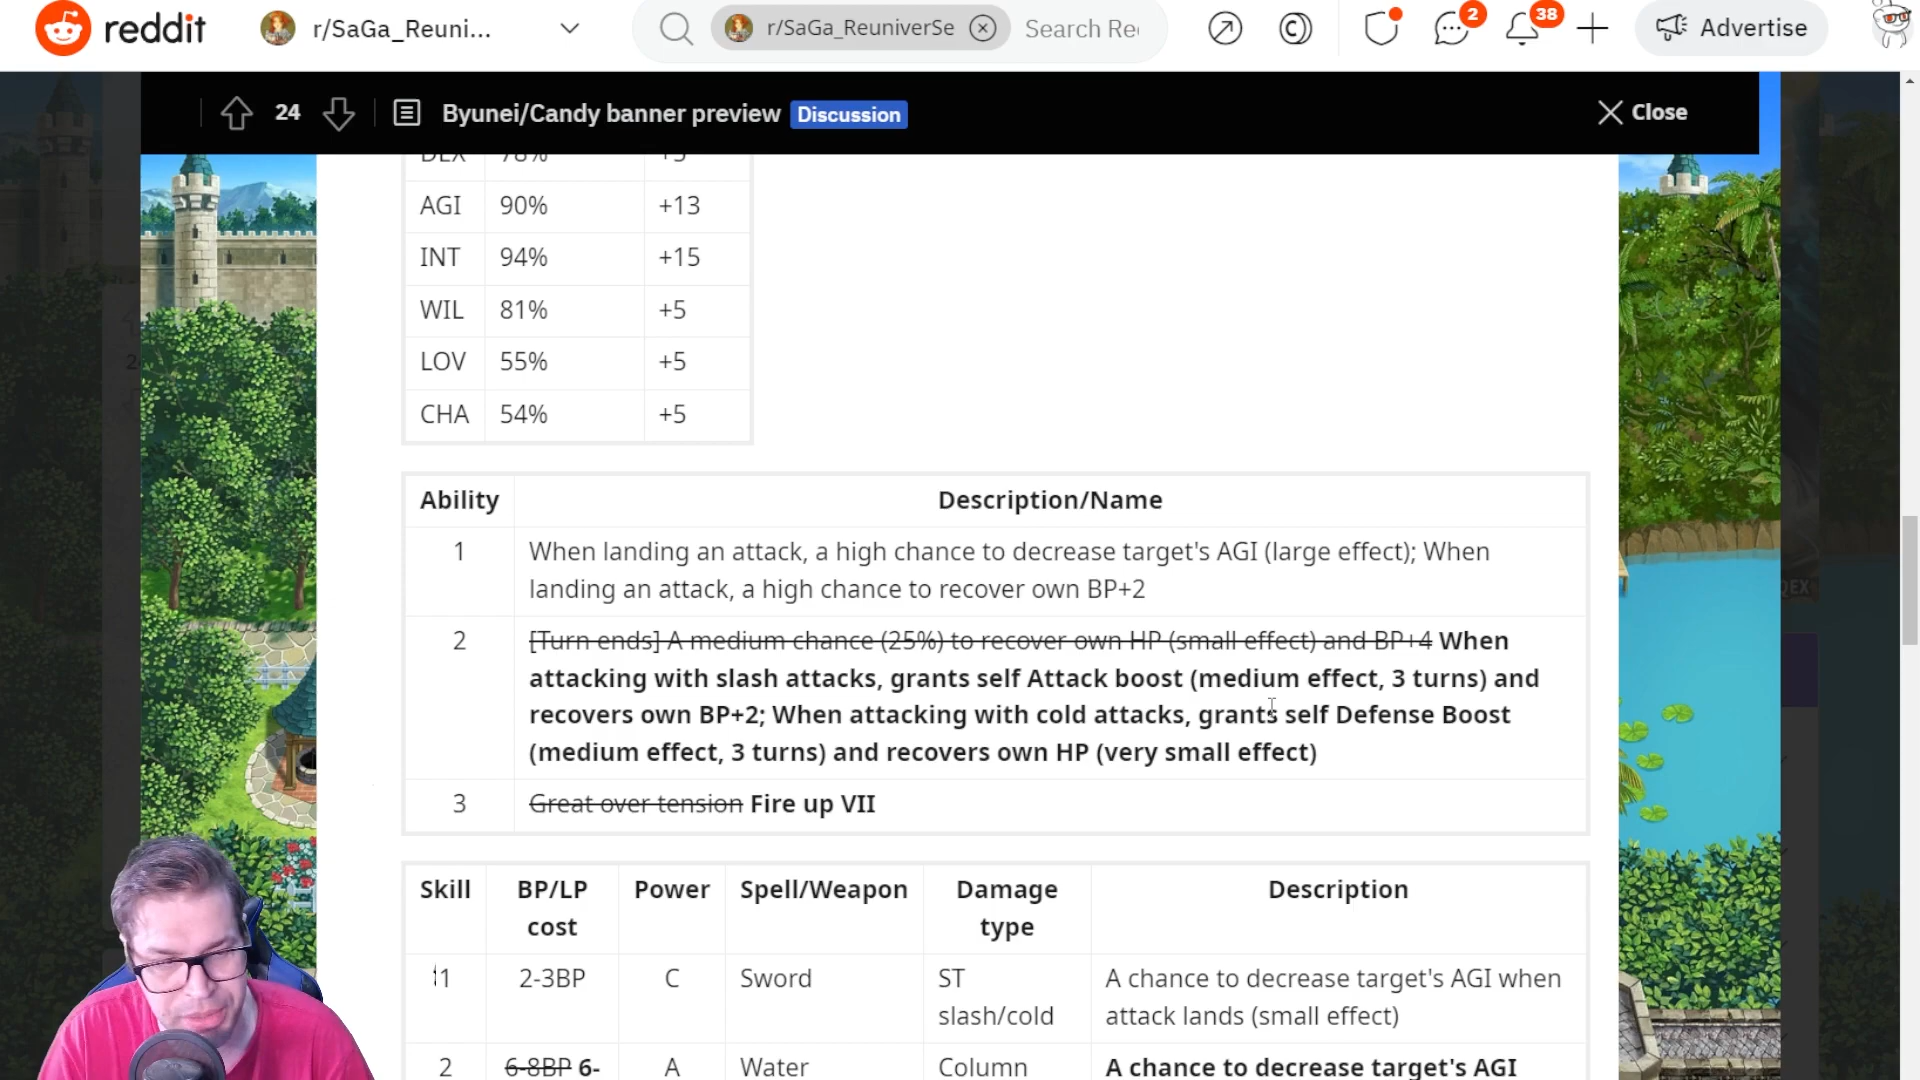 reddit
r/SaGa_Reuni...
r/SaGa_ReuniverSe
Search Re
2
38
Advertise
24
Byunei/Candy banner preview
Discussion
Close
DEX 78% +5
AGI 90% +13
INT 94% +15
WIL 81% +5
LOV 55% +5
CHA 54% +5
Ability Description/Name
1 When landing an attack, a high chance to decrease target's AGI (large effect); When
landing an attack, a high chance to recover own BP+2
2 [Turn ends] A medium chance (25%) to recover own HP (small effect) and BP+4 When
attacking with slash attacks, grants self Attack boost (medium effect, 3 turns) and
recovers own BP+2; When attacking with cold attacks, grants self Defense Boost
(medium effect, 3 turns) and recovers own HP (very small effect)
3 Great over tension Fire up VII
Skill BP/LP Power Spell/Weapon Damage Description
cost type
1 2-3BP C Sword ST A chance to decrease target's AGI when
slash/cold attack lands (small effect)
2 6-8BP 6- A Water Column A chance to decrease target's AGI